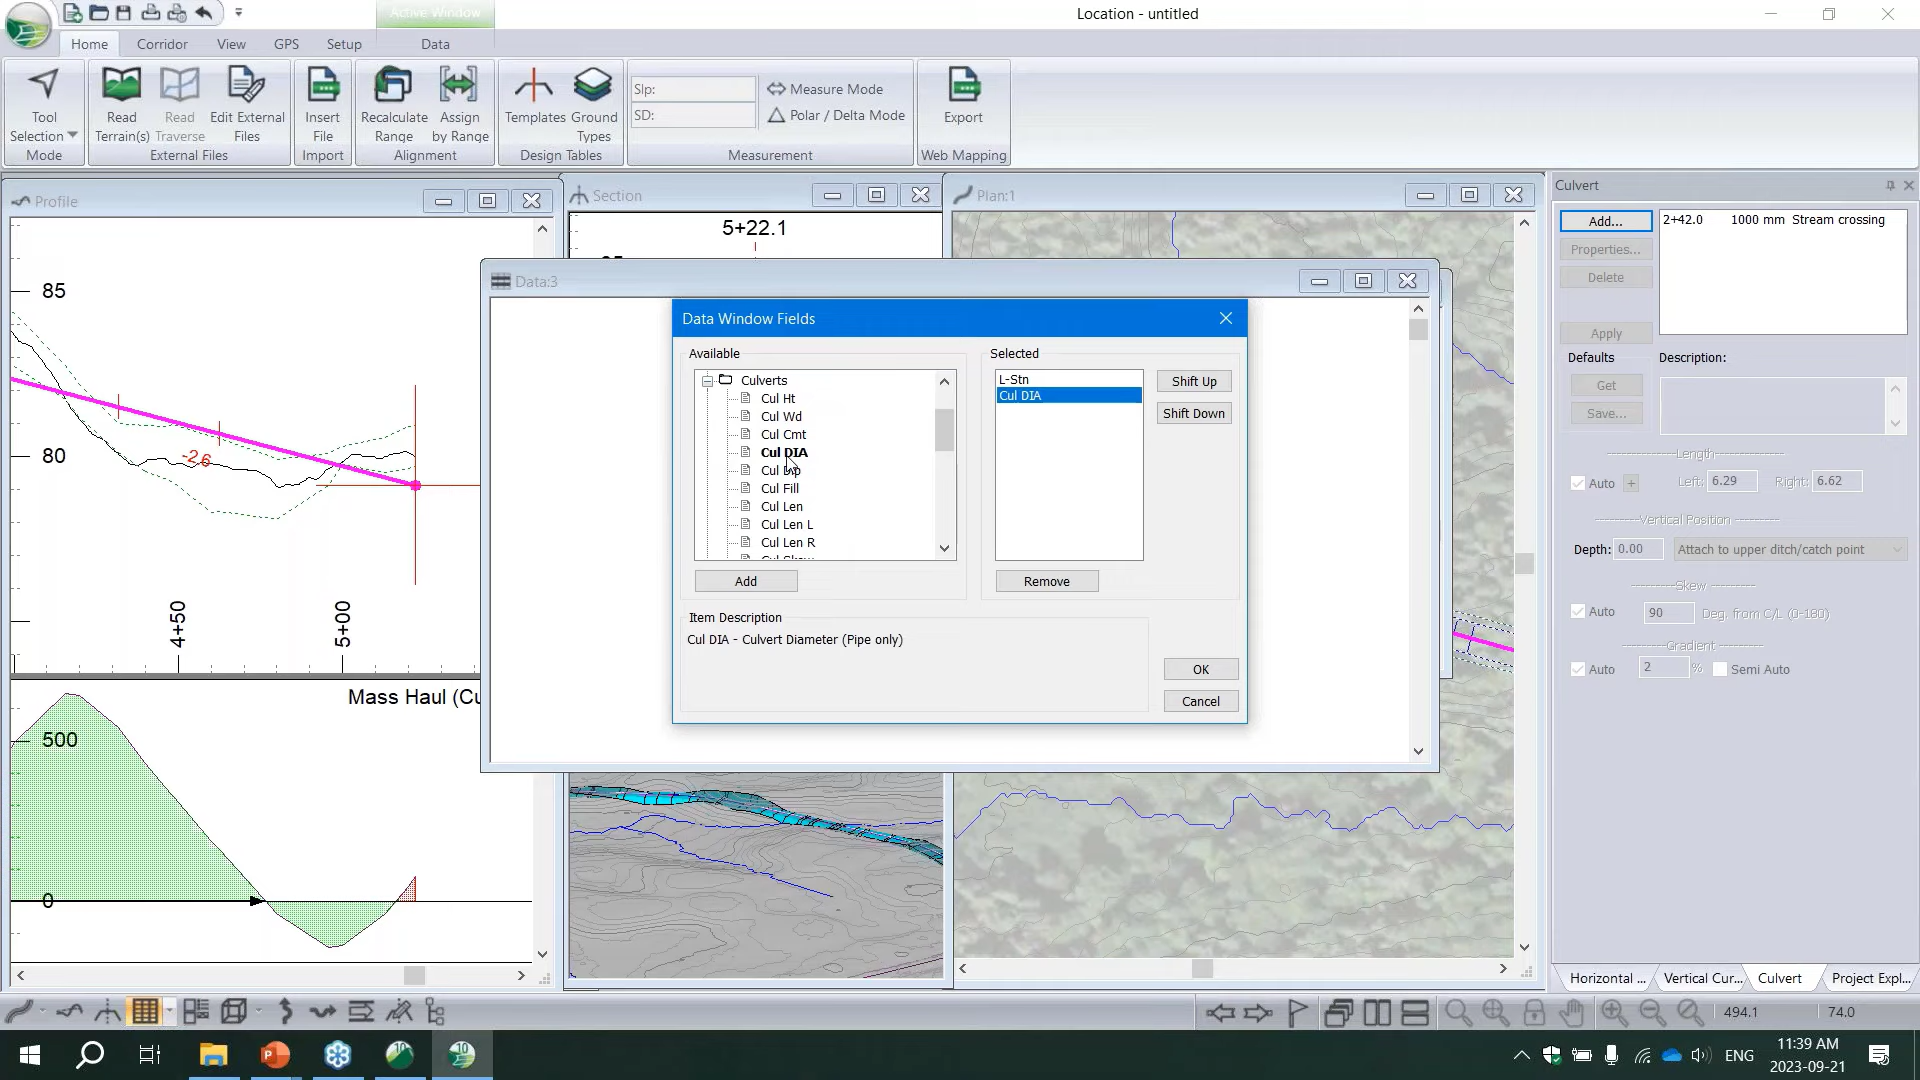 Active Window
Location - untitled
Home
Corridor
View
GPS
Setup
Data
Tool
Selection
Mode
Read
Terrain(s)
Read
Traverse
Edit External
Files
External Files
Insert
File
Import
Recalculate
Range
Assign
by Range
Alignment
Templates
Ground
Types
Design Tables
Slp:
SD:
Measure Mode
Polar / Delta Mode
Measurement
Export
Web Mapping
Profile
Section
Plan:1
Culvert
5+22.1
85
80
-2.6
4+50
5+00
Mass Haul (Cu
500
0
Data:3
Data Window Fields
Available
Culverts
Cul Ht
Cul Wd
Cul Cmt
Cul DIA
Cul Dp
Cul Fill
Cul Len
Cul Len L
Cul Len R
Add
Selected
L-Stn
Cul DIA
Shift Up
Shift Down
Remove
Item Description
Cul DIA - Culvert Diameter (Pipe only)
OK
Cancel
Add...
Properties...
Delete
Apply
2+42.0 1000 mm Stream crossing
Defaults
Get
Save...
Description:
Length
Auto + Left: 6.29 Right: 6.62
Vertical Position
Depth: 0.00 Attach to upper ditch/catch point
Skew
Auto 90 Deg. from C/L (0-180)
Gradient
Auto 2 % Semi Auto
Horizontal ...
Vertical Cur...
Culvert
Project Expl...
494.1
74.0
10
10
ENG
11:39 AM
2023-09-21